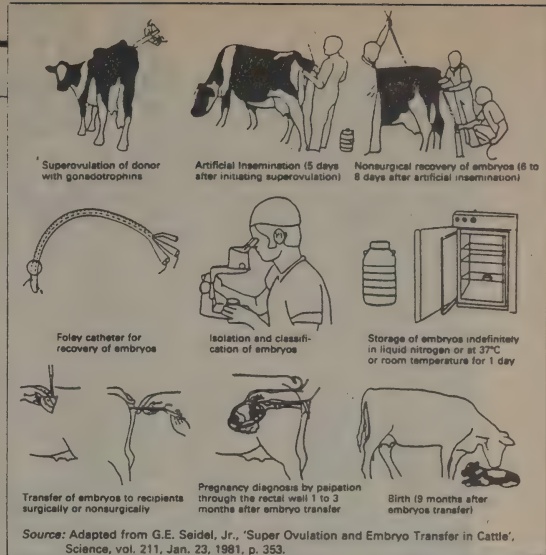 Superovulation of donor
with gonadotrophins
Artificial Insemination (5 days
after initiating superovulation)
Nonsurgical recovery of embryos (6 to
8 days after artificial insemination)
Foley catheter for
recovery of embryos
Isolation and classifi-
cation of embryos
Storage of embryos indefinitely
in liquid nitrogen or at 37°C
or room temperature for 1 day
Transfer of embryos to recipients
surgically or nonsurgically
Pregnancy diagnosis by palpation
through the rectal wall 1 to 3
months after embryo transfer
Birth (9 months after
embryos transfer)
Source: Adapted from G.E. Seidel, Jr., 'Super Ovulation and Embryo Transfer in Cattle',
Science, vol. 211, Jan. 23, 1981, p. 353.